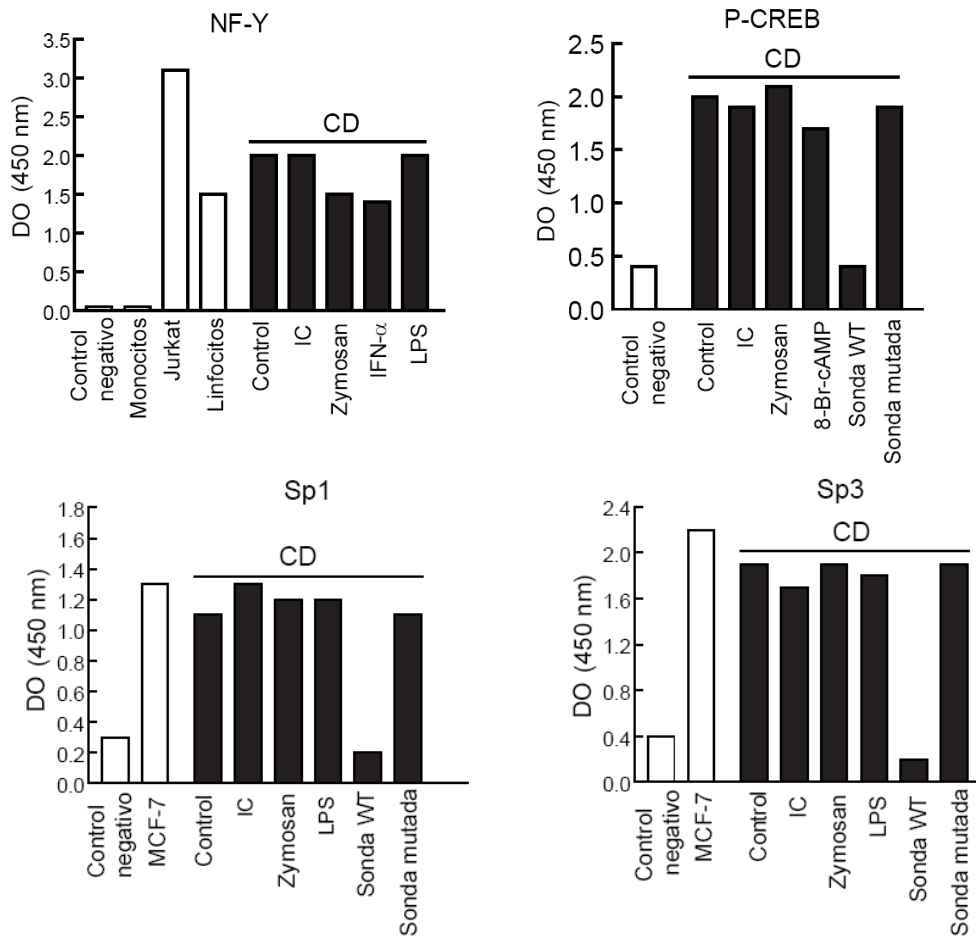 NF-Y
DO (450 nm)
3.5
3.0
2.5
2.0
1.5
1.0
0.5
0.0
CD
Control
negativo
Monocitos
Jurkat
Linfocitos
Control
IC
Zymosan
IFN-α
LPS
P-CREB
DO (450 nm)
2.5
2.0
1.5
1.0
0.5
0.0
CD
Control
negativo
Control
IC
Zymosan
8-Br-cAMP
Sonda WT
Sonda mutada
Sp1
DO (450 nm)
1.8
1.6
1.4
1.2
1.0
0.8
0.6
0.4
0.2
0.0
CD
Control
negativo
MCF-7
Control
IC
Zymosan
LPS
Sonda WT
Sonda mutada
Sp3
DO (450 nm)
2.4
2.0
1.6
1.2
0.8
0.4
0.0
CD
Control
negativo
MCF-7
Control
IC
Zymosan
LPS
Sonda WT
Sonda mutada